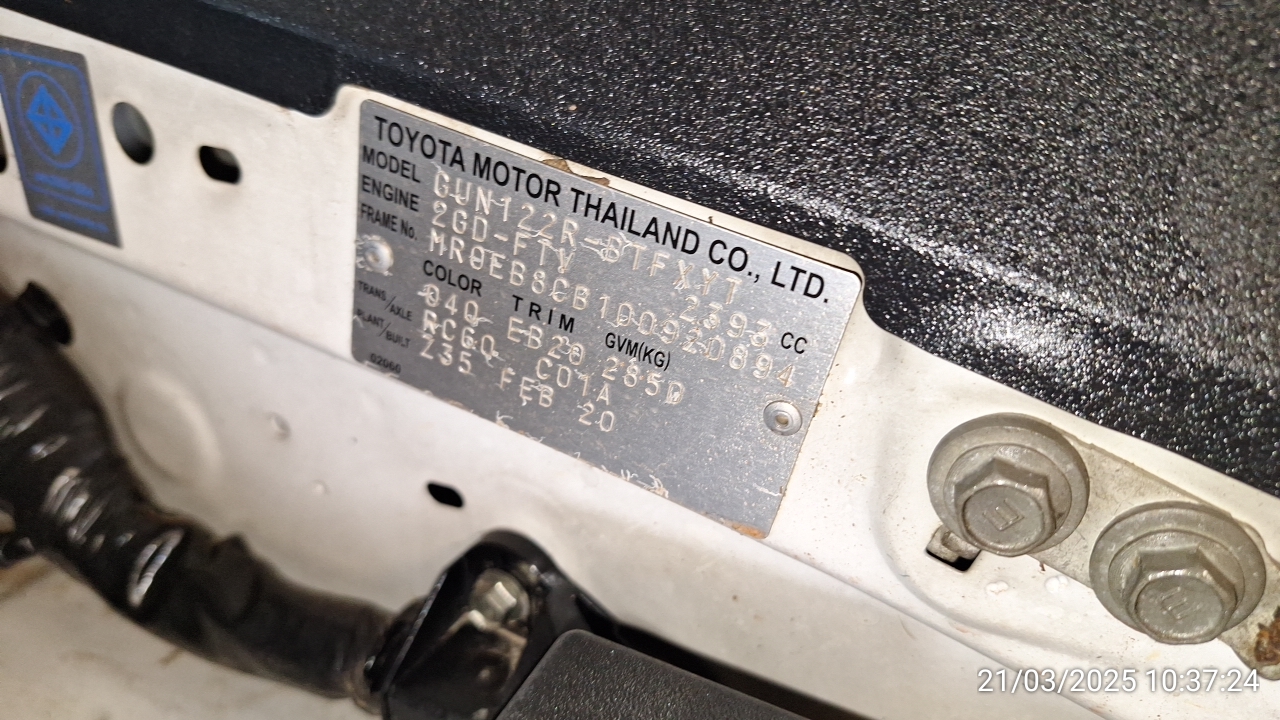 TOYOTA MOTOR THAILAND CO., LTD.
MODEL GUN122R-BTFXYT
ENGINE 2GD-FTV 2393 CC
FRAME No. MR0EB8CB100920894
COLOR TRIM GVM(KG)
040 EB20 2850
TRANS/AXLE RC60 C01A
PLANT/BUILT Z35 FEB 20
02060
21/03/2025 10:37:24